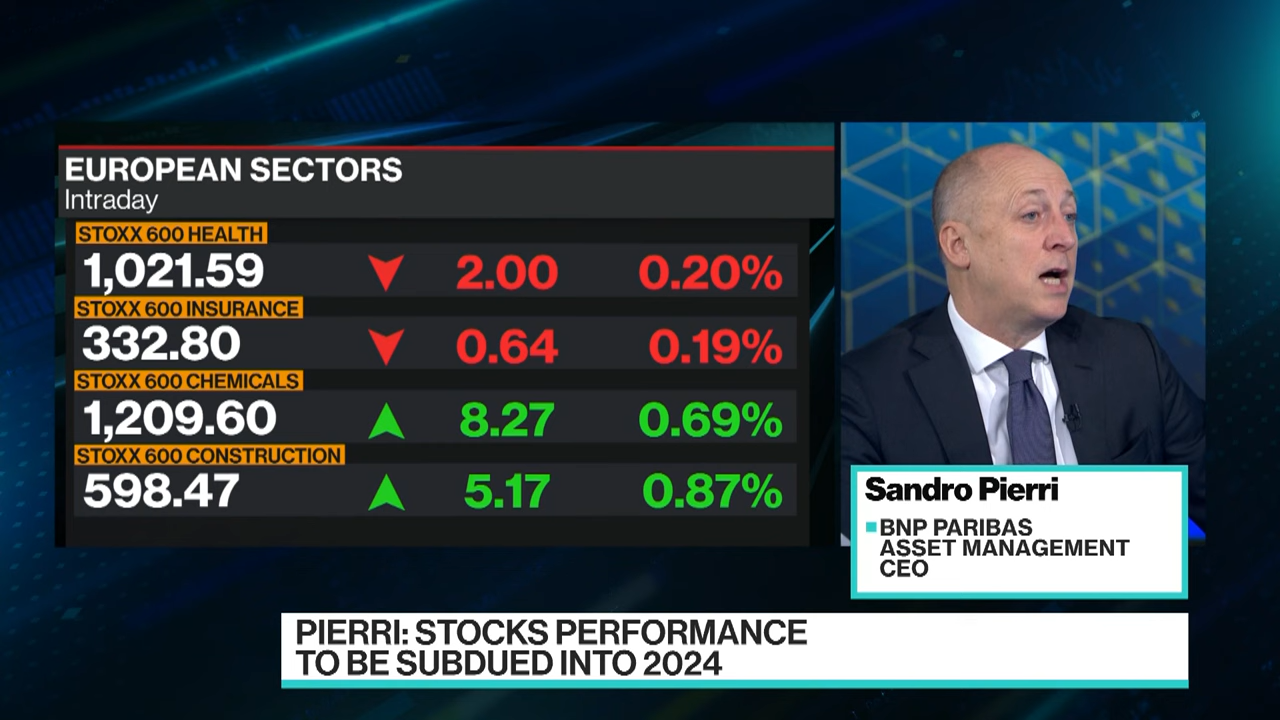 EUROPEAN SECTORS
Intraday
STOXX 600 HEALTH
1,021.59 ▼ 2.00 0.20%
STOXX 600 INSURANCE
332.80 ▼ 0.64 0.19%
STOXX 600 CHEMICALS
1,209.60 ▲ 8.27 0.69%
STOXX 600 CONSTRUCTION
598.47 ▲ 5.17 0.87%
Sandro Pierri
BNP PARIBAS
ASSET MANAGEMENT
CEO
PIERRI: STOCKS PERFORMANCE
TO BE SUBDUED INTO 2024